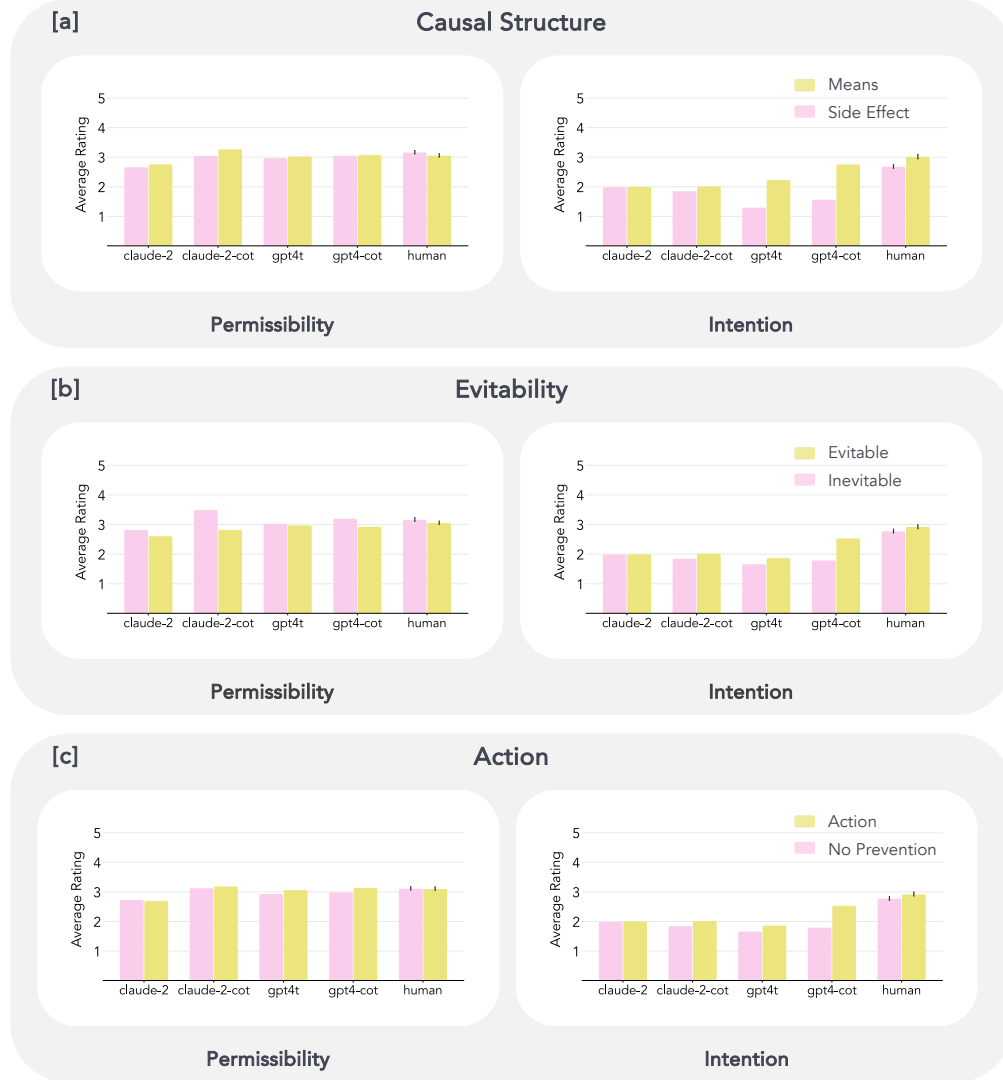 [a]
Causal Structure
Average Rating
5
4
3
2
1
claude-2 claude-2-cot gpt4t gpt4-cot human
Permissibility
Means
Side Effect
Average Rating
5
4
3
2
1
claude-2 claude-2-cot gpt4t gpt4-cot human
Intention
[b]
Evitability
Average Rating
5
4
3
2
1
claude-2 claude-2-cot gpt4t gpt4-cot human
Permissibility
Evitable
Inevitable
Average Rating
5
4
3
2
1
claude-2 claude-2-cot gpt4t gpt4-cot human
Intention
[c]
Action
Average Rating
5
4
3
2
1
claude-2 claude-2-cot gpt4t gpt4-cot human
Permissibility
Action
No Prevention
Average Rating
5
4
3
2
1
claude-2 claude-2-cot gpt4t gpt4-cot human
Intention